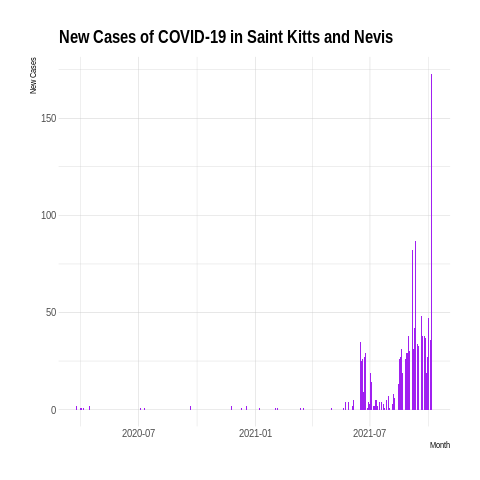 New Cases of COVID-19 in Saint Kitts and Nevis
New Cases
150
100
50
0
2020-07 2021-01 2021-07
Month